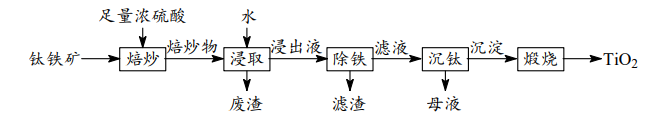 足量浓硫酸 水
钛铁矿 焙炒 焙炒物 浸取 浸出液 除铁 滤液 沉钛 沉淀 煅烧 TiO₂
废渣 滤渣 母液